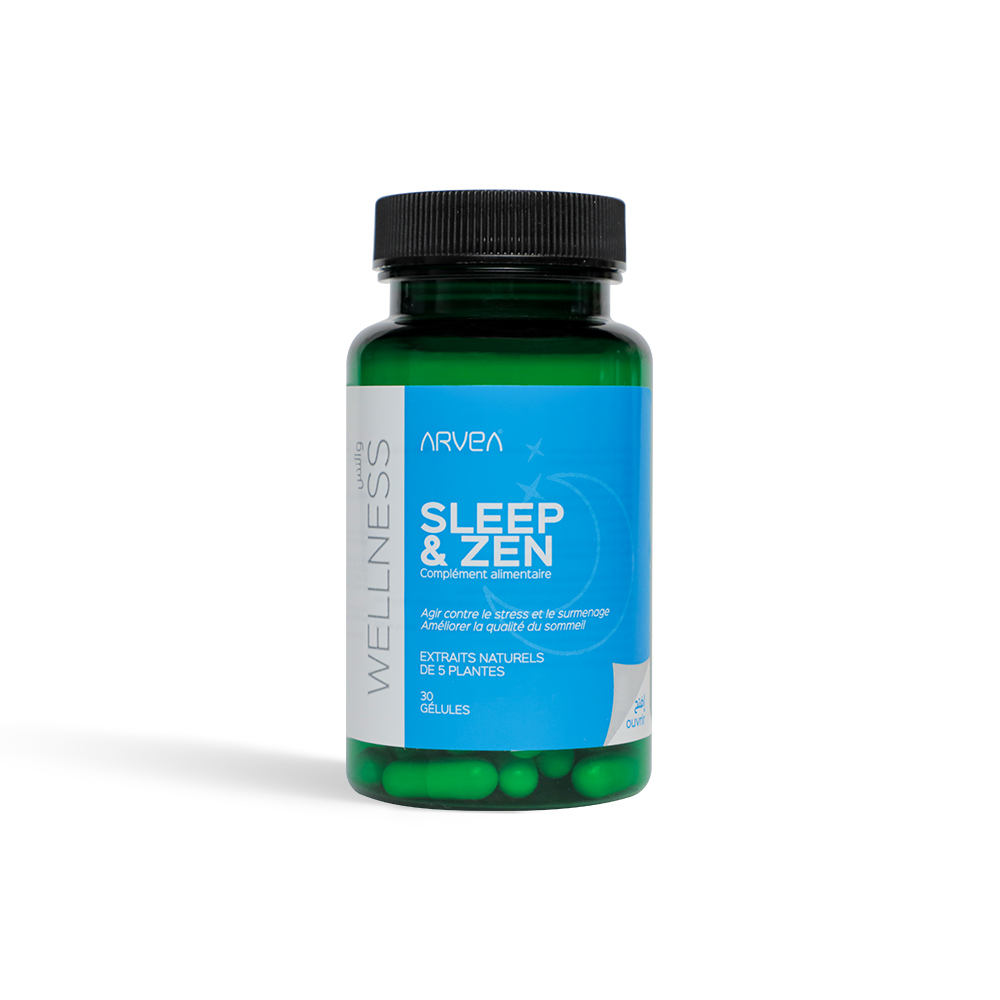 ARVEA
SLEEP
& ZEN
Complément alimentaire
Agir contre le stress et le surmenage
Améliorer la qualité du sommeil
EXTRAITS NATURELS
DE 5 PLANTES
30
GÉLULES
WELLNESS
إفتح
ouvrir